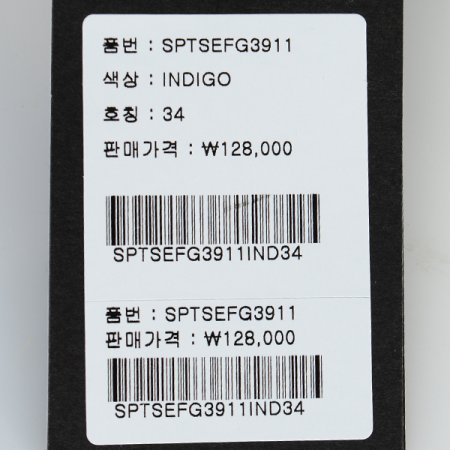 품번 : SPTSEFG3911
색상 : INDIGO
호칭 : 34
판매가격 : ₩128,000
SPTSEFG3911IND34
품번 : SPTSEFG3911
판매가격 : ₩128,000
SPTSEFG3911IND34